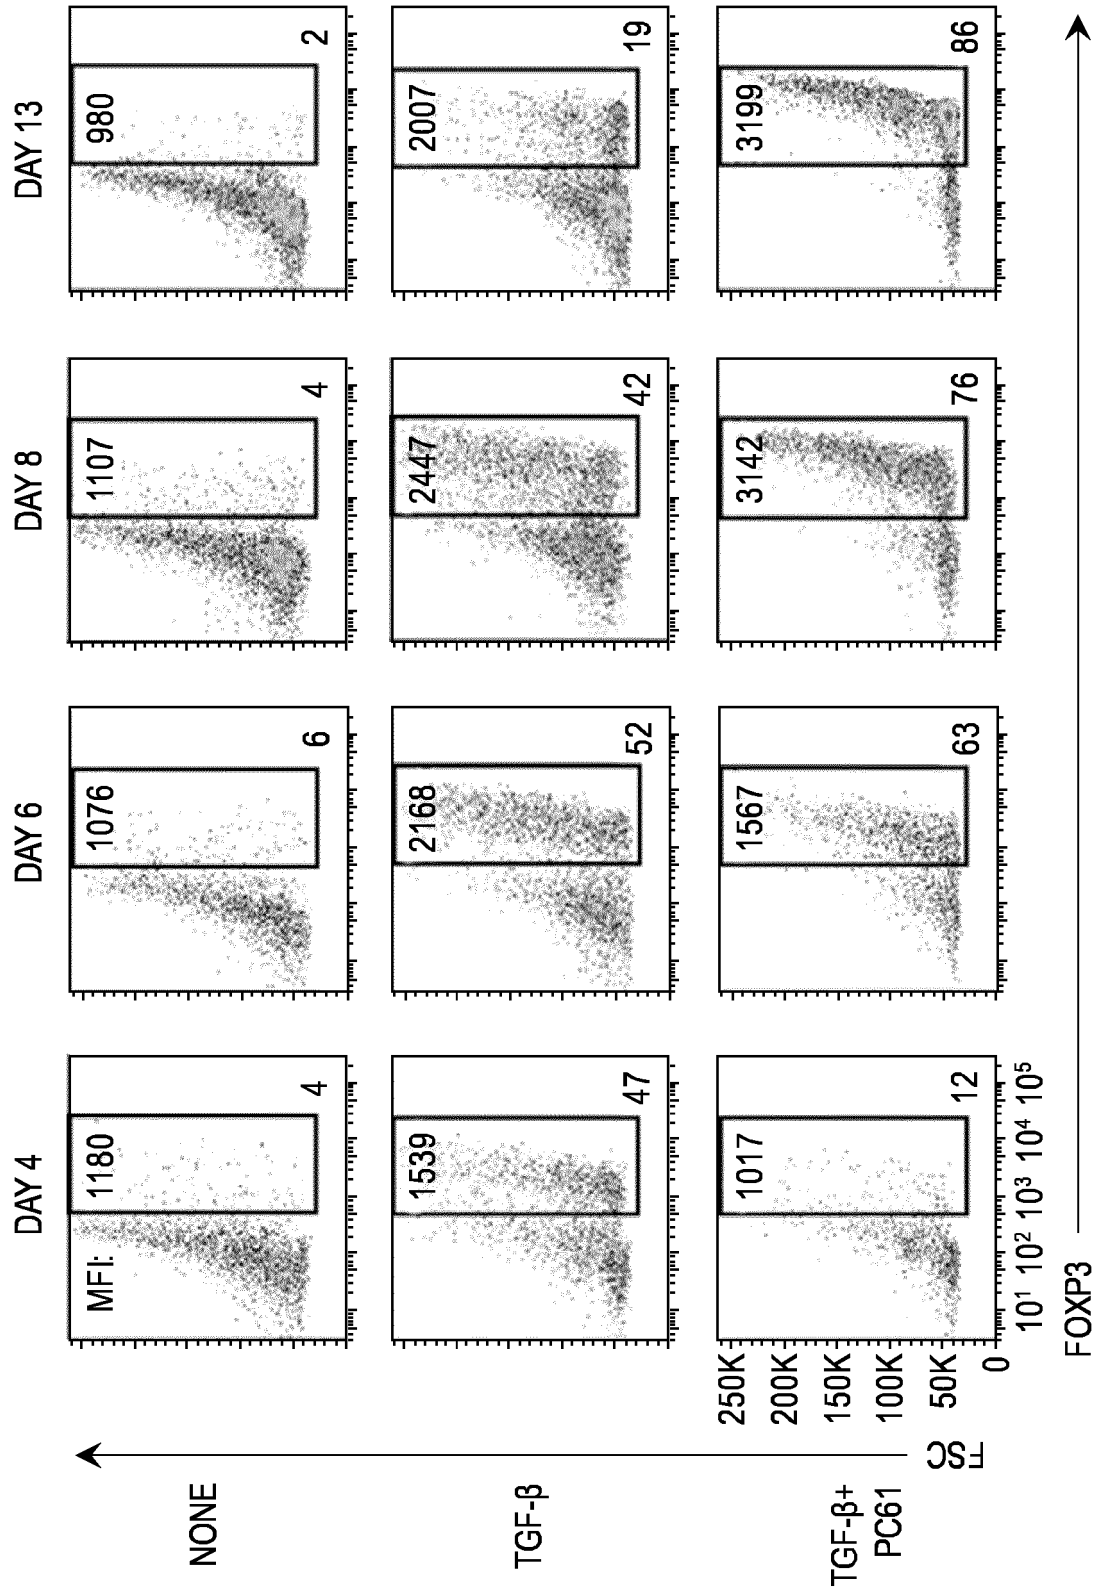 DAY 4
DAY 6
DAY 8
DAY 13
NONE
MFI:
1180
4
1076
6
1107
4
980
2
TGF-β
1539
47
2168
52
2447
42
2007
19
TGF-β+
PC61
1017
12
1567
63
3142
76
3199
86
FSC
250K
200K
150K
100K
50K
0
10¹ 10² 10³ 10⁴ 10⁵
FOXP3